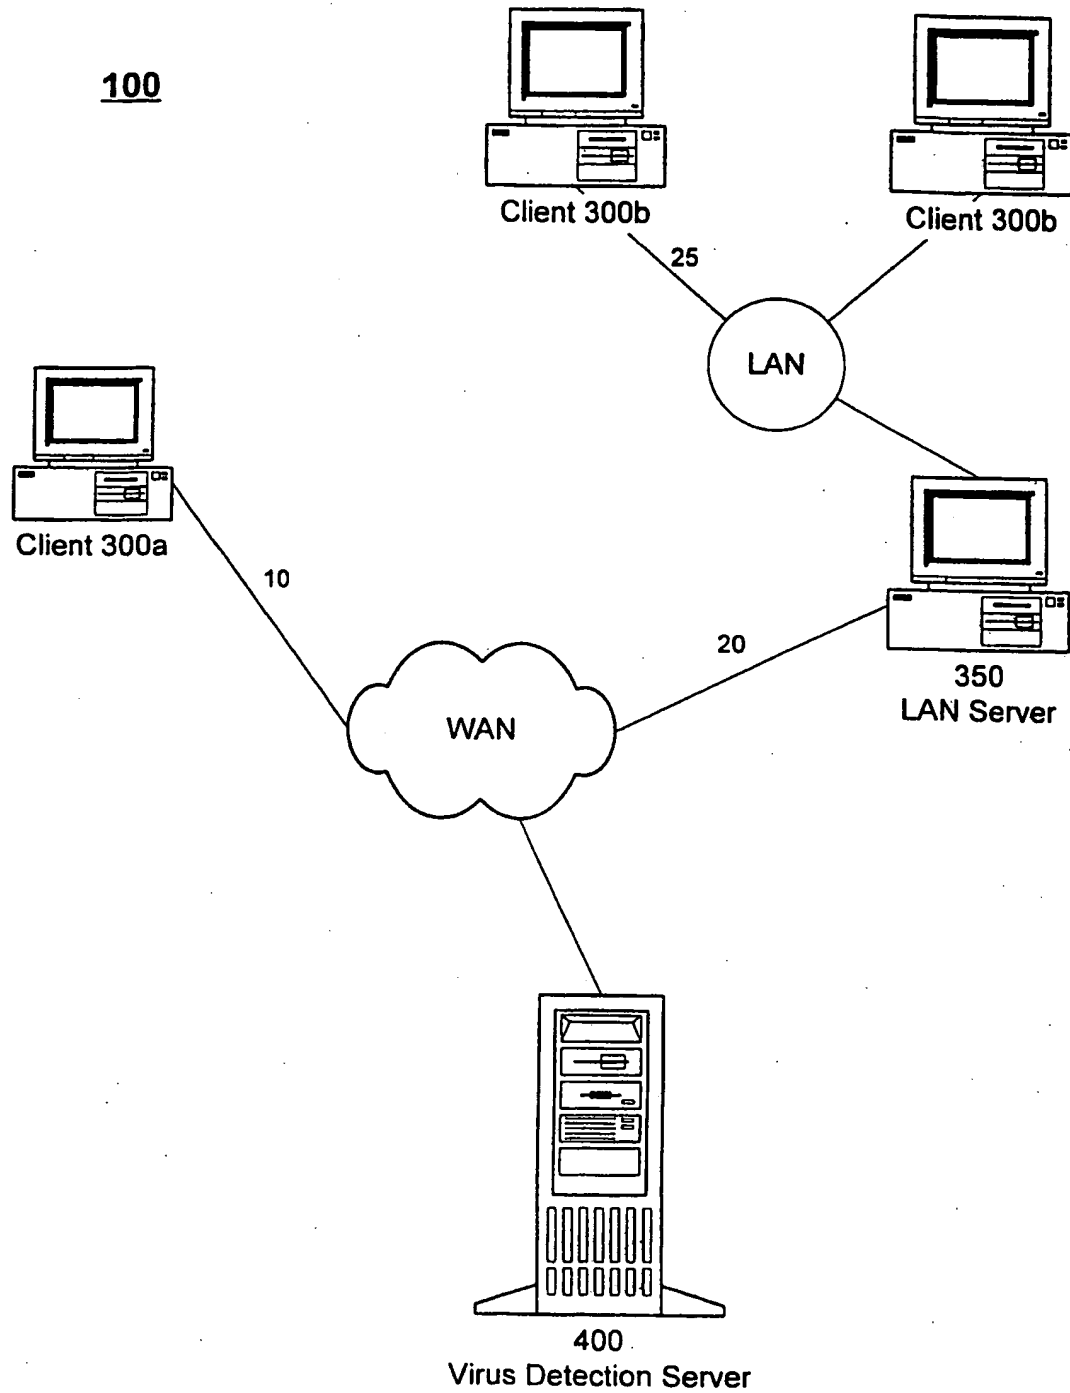 100
Client 300b
Client 300b
25
LAN
Client 300a
10
20
350
LAN Server
WAN
400
Virus Detection Server